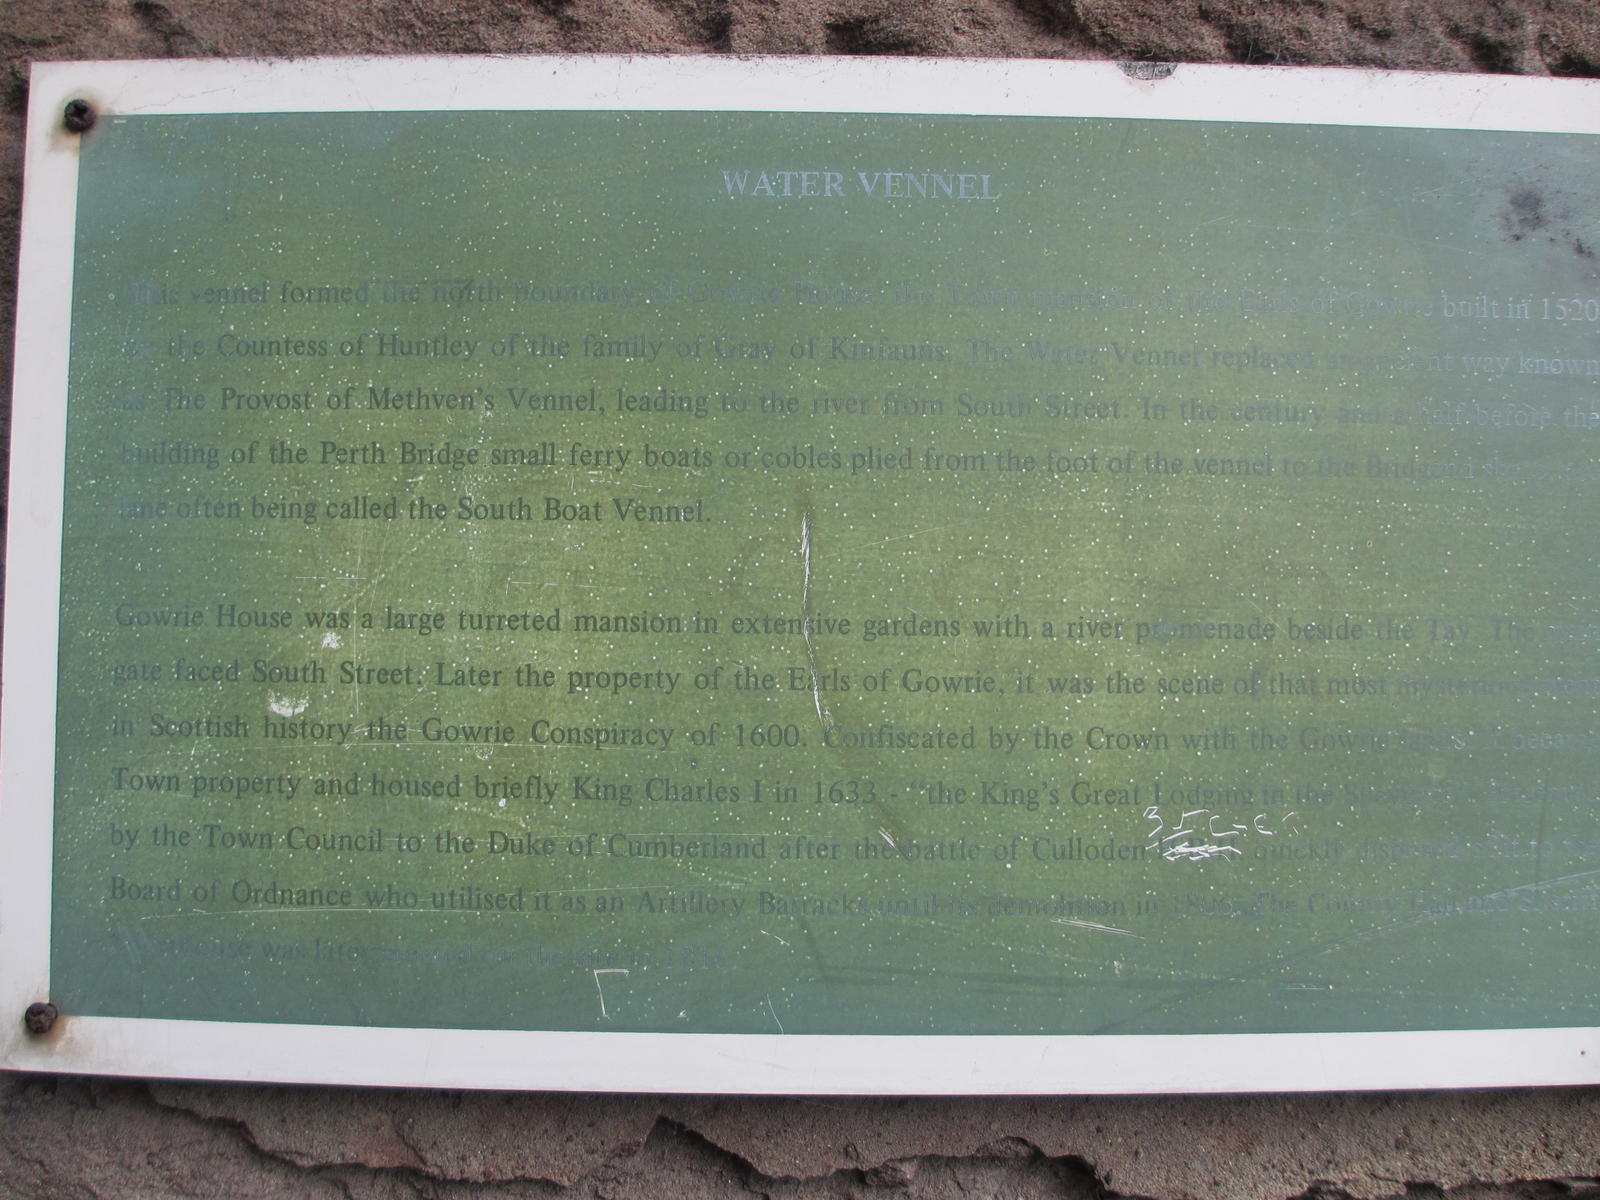 WATER VENNEL
This vennel formed the north boundary of Gowrie House, the Town mansion of the Earls of Gowrie built in 1520
by the Countess of Huntley of the family of Gray of Kinfauns. The Water Vennel replaced an ancient way known
as The Provost of Methven's Vennel, leading to the river from South Street. In the century and a half before the
building of the Perth Bridge small ferry boats or cobles plied from the foot of the vennel to the Bridgend
lane often being called the South Boat Vennel.
Gowrie House was a large turreted mansion in extensive gardens with a river promenade beside the Tay. The
gate faced South Street. Later the property of the Earls of Gowrie, it was the scene of that most mysterious
in Scottish history the Gowrie Conspiracy of 1600. Confiscated by the Crown with the Gowrie
Town property and housed briefly King Charles I in 1633 - “the King's Great Lodging in the
by the Town Council to the Duke of Cumberland after the battle of Culloden quickly
Board of Ordnance who utilised it as an Artillery Barracks until its demolition in The County
was later erected on the site in